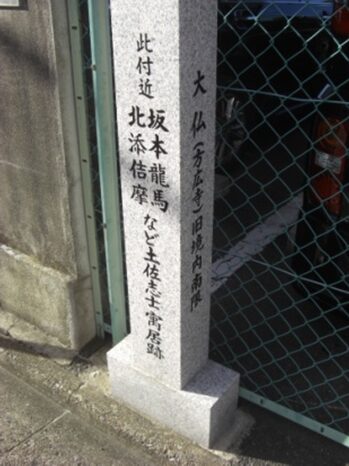 此付近
坂本龍馬
北添佶摩
など土佐志士寓居跡
大仏(方広寺)旧境内南限